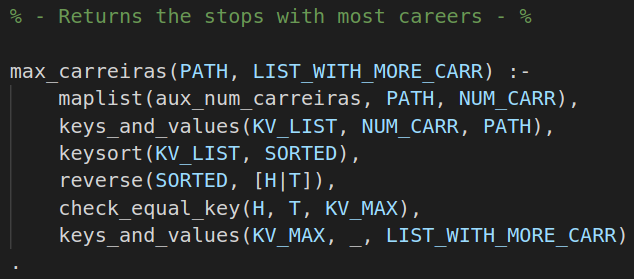 % - Returns the stops with most careers - %
max_carreiras(PATH, LIST_WITH_MORE_CARR) :-
maplist(aux_num_carreiras, PATH, NUM_CARR),
keys_and_values(KV_LIST, NUM_CARR, PATH),
keysort(KV_LIST, SORTED),
reverse(SORTED, [H|T]),
check_equal_key(H, T, KV_MAX),
keys_and_values(KV_MAX, _, LIST_WITH_MORE_CARR)
.